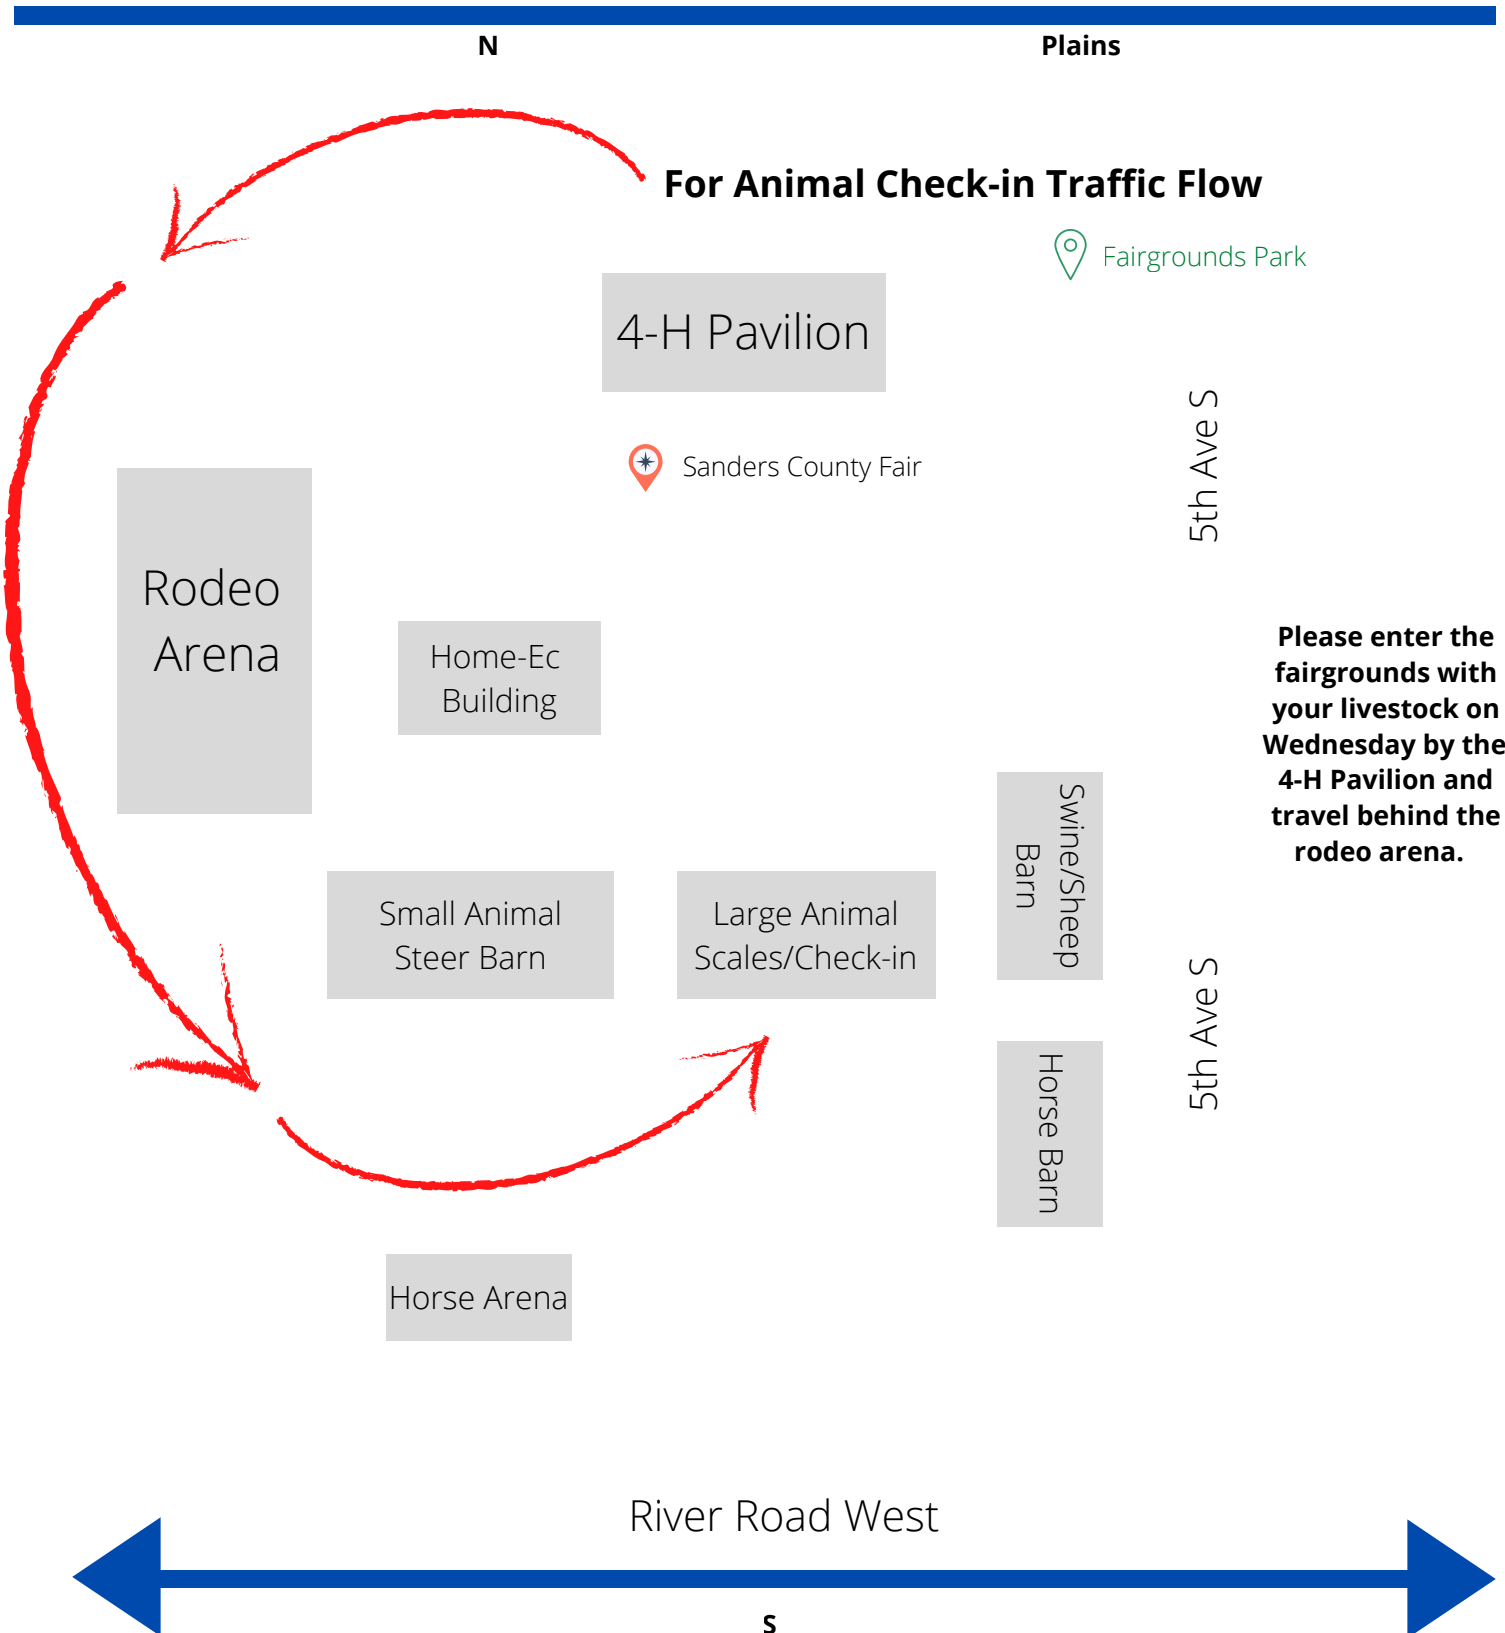 N
Plains
For Animal Check-in Traffic Flow
Fairgrounds Park
4-H Pavilion
5th Ave S
Sanders County Fair
Rodeo
Arena
Home-Ec
Building
Please enter the
fairgrounds with
your livestock on
Wednesday by the
4-H Pavilion and
travel behind the
rodeo arena.
Swine/Sheep
Barn
Small Animal
Steer Barn
Large Animal
Scales/Check-in
5th Ave S
Horse Barn
Horse Arena
River Road West
S